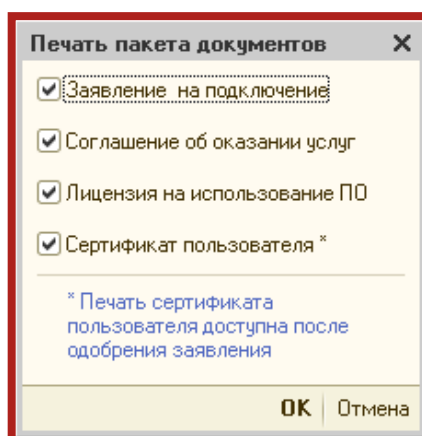 Печать пакета документов
Заявление на подключение
Соглашение об оказании услуг
Лицензия на использование ПО
Сертификат пользователя *
* Печать сертификата
пользователя доступна после
одобрения заявления
ОК Отмена